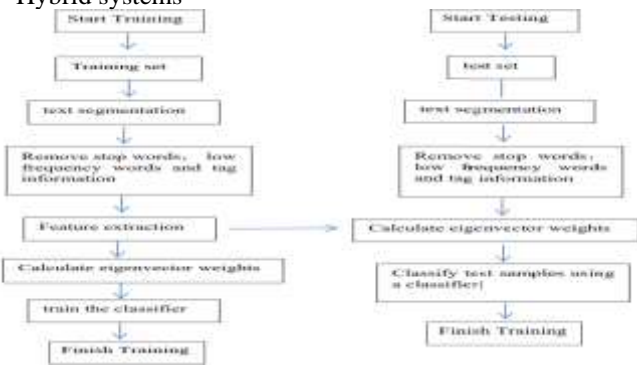 Hybrid systems
Start Training
Training set
text segmentation
Remove stop words, low
frequency words and tag
information
Feature extraction
Calculate eigenvector weights
train the classifier
Finish Training
Start Testing
test set
text segmentation
Remove stop words,
low frequency words
and tag information
Calculate eigenvector weights
Classify test samples using
a classifier
Finish Training